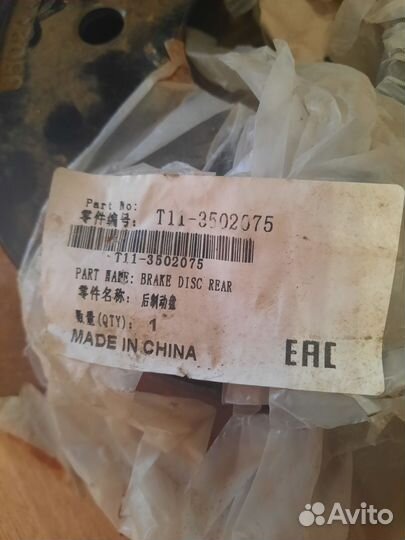 Part No:
零件编号: T11-3502075
T11-3502075
PART NAME: BRAKE DISC REAR
零件名称: 后制动盘
数量(QTY): 1
MADE IN CHINA
EAC
Avito